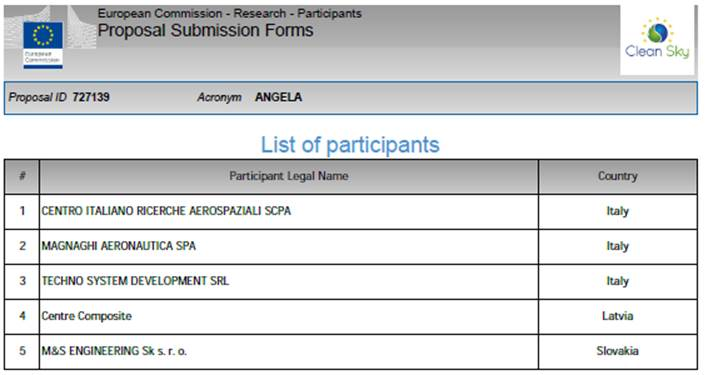 European Commission - Research - Participants
Proposal Submission Forms
European
Commission
Clean Sky
Proposal ID 727139 Acronym ANGELA
List of participants
# Participant Legal Name Country
1 CENTRO ITALIANO RICERCHE AEROSPAZIALI SCPA Italy
2 MAGNAGHI AERONAUTICA SPA Italy
3 TECHNO SYSTEM DEVELOPMENT SRL Italy
4 Centre Composite Latvia
5 M&S ENGINEERING Sk s. r. o. Slovakia